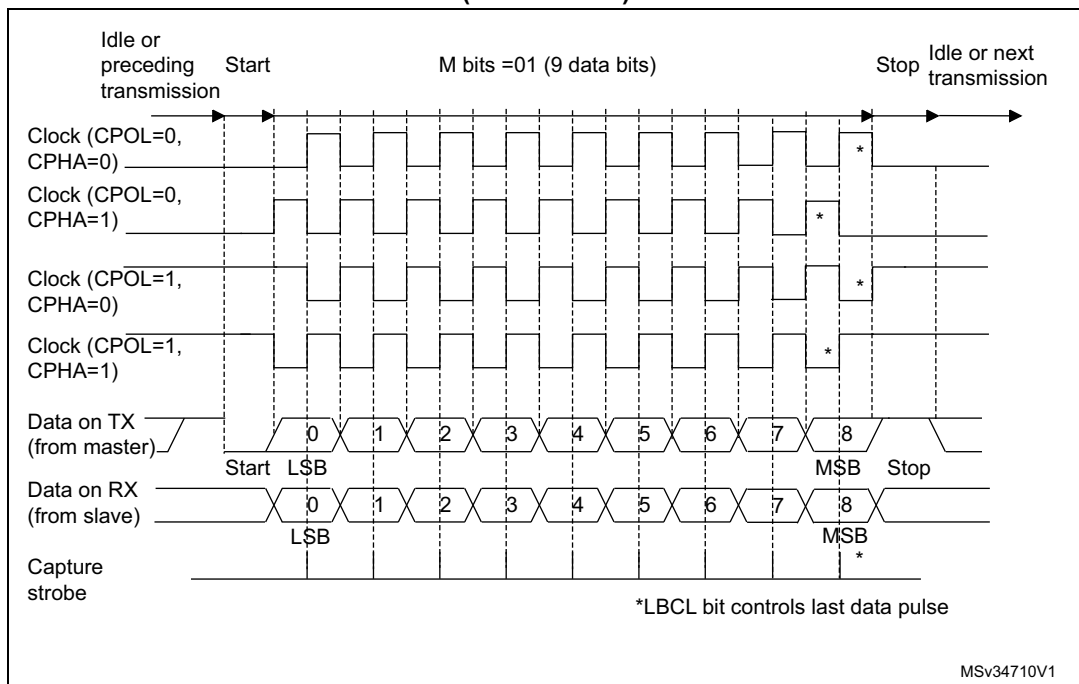 Idle or
preceding
transmission
Start
M bits =01 (9 data bits)
Stop
Idle or next
transmission
Clock (CPOL=0,
CPHA=0)
*
Clock (CPOL=0,
CPHA=1)
*
Clock (CPOL=1,
CPHA=0)
*
Clock (CPOL=1,
CPHA=1)
*
Data on TX
(from master)
0 1 2 3 4 5 6 7 8
Start LSB MSB Stop
Data on RX
(from slave)
0 1 2 3 4 5 6 7 8
LSB MSB
Capture
strobe
*
*LBCL bit controls last data pulse
MSv34710V1